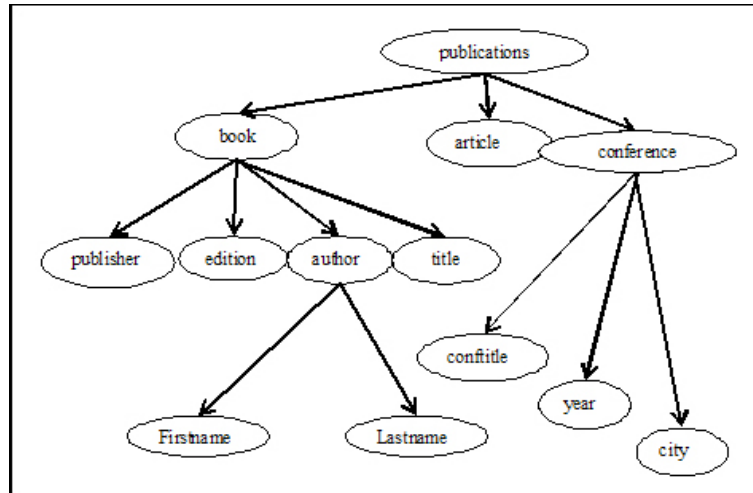 publications
book
article
conference
publisher
edition
author
title
conftitle
year
city
Firstname
Lastname